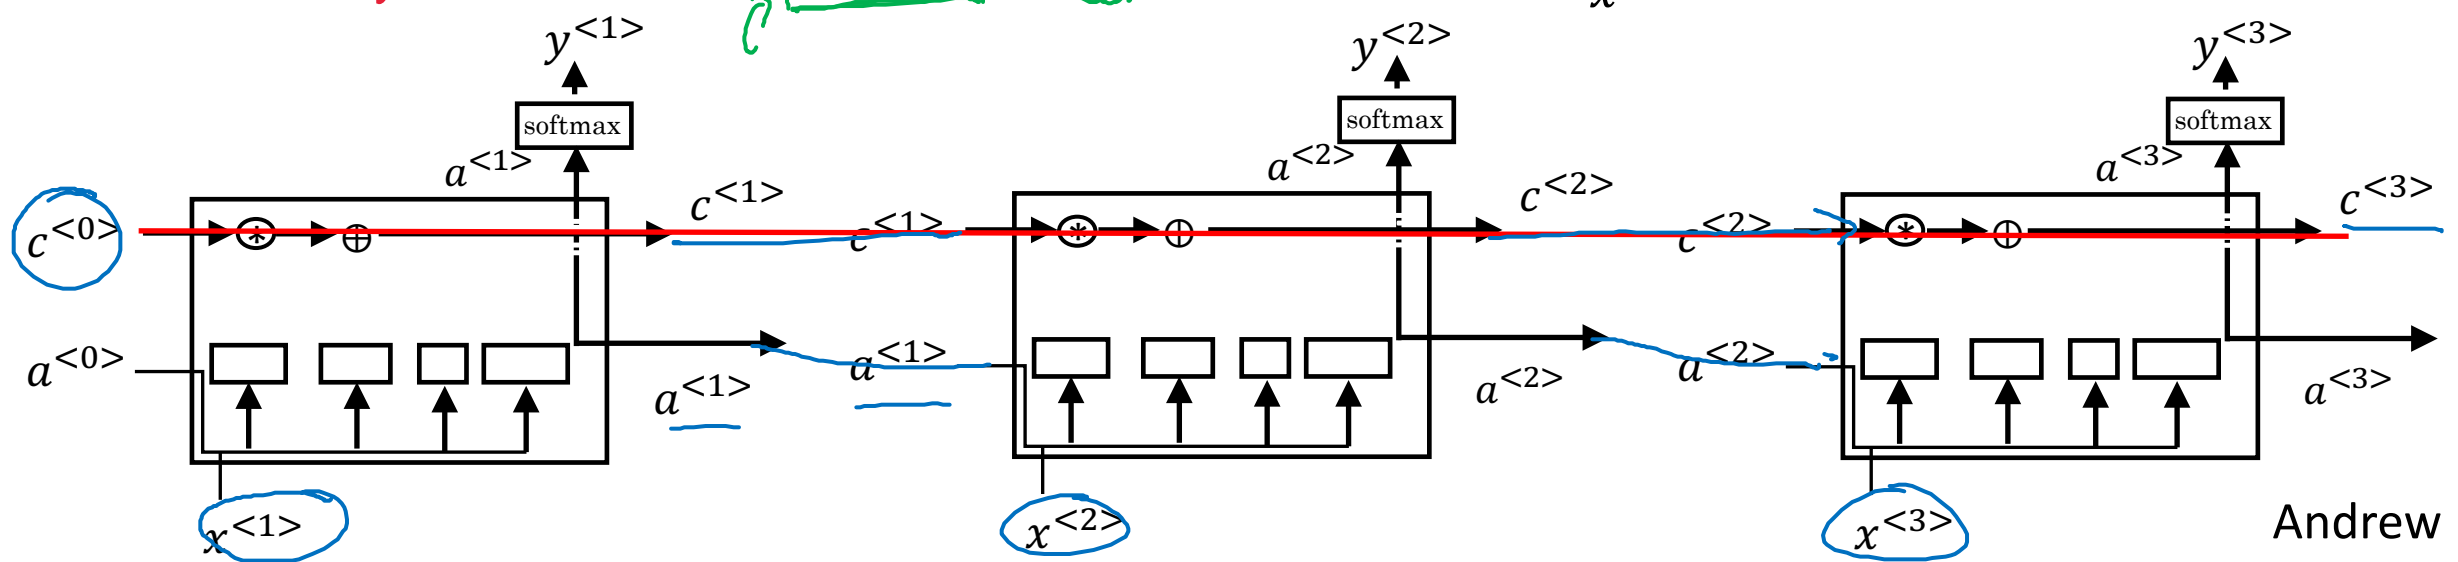 x
y<1> y<2> y<3>
softmax softmax softmax
a<1> a<2> a<3>
c<0> c<1> c<1> c<2> c<2> c<3>
* ⊕ * ⊕ * ⊕
a<0> a<1> a<1> a<2> a<2> a<3>
x<1> x<2> x<3> Andrew